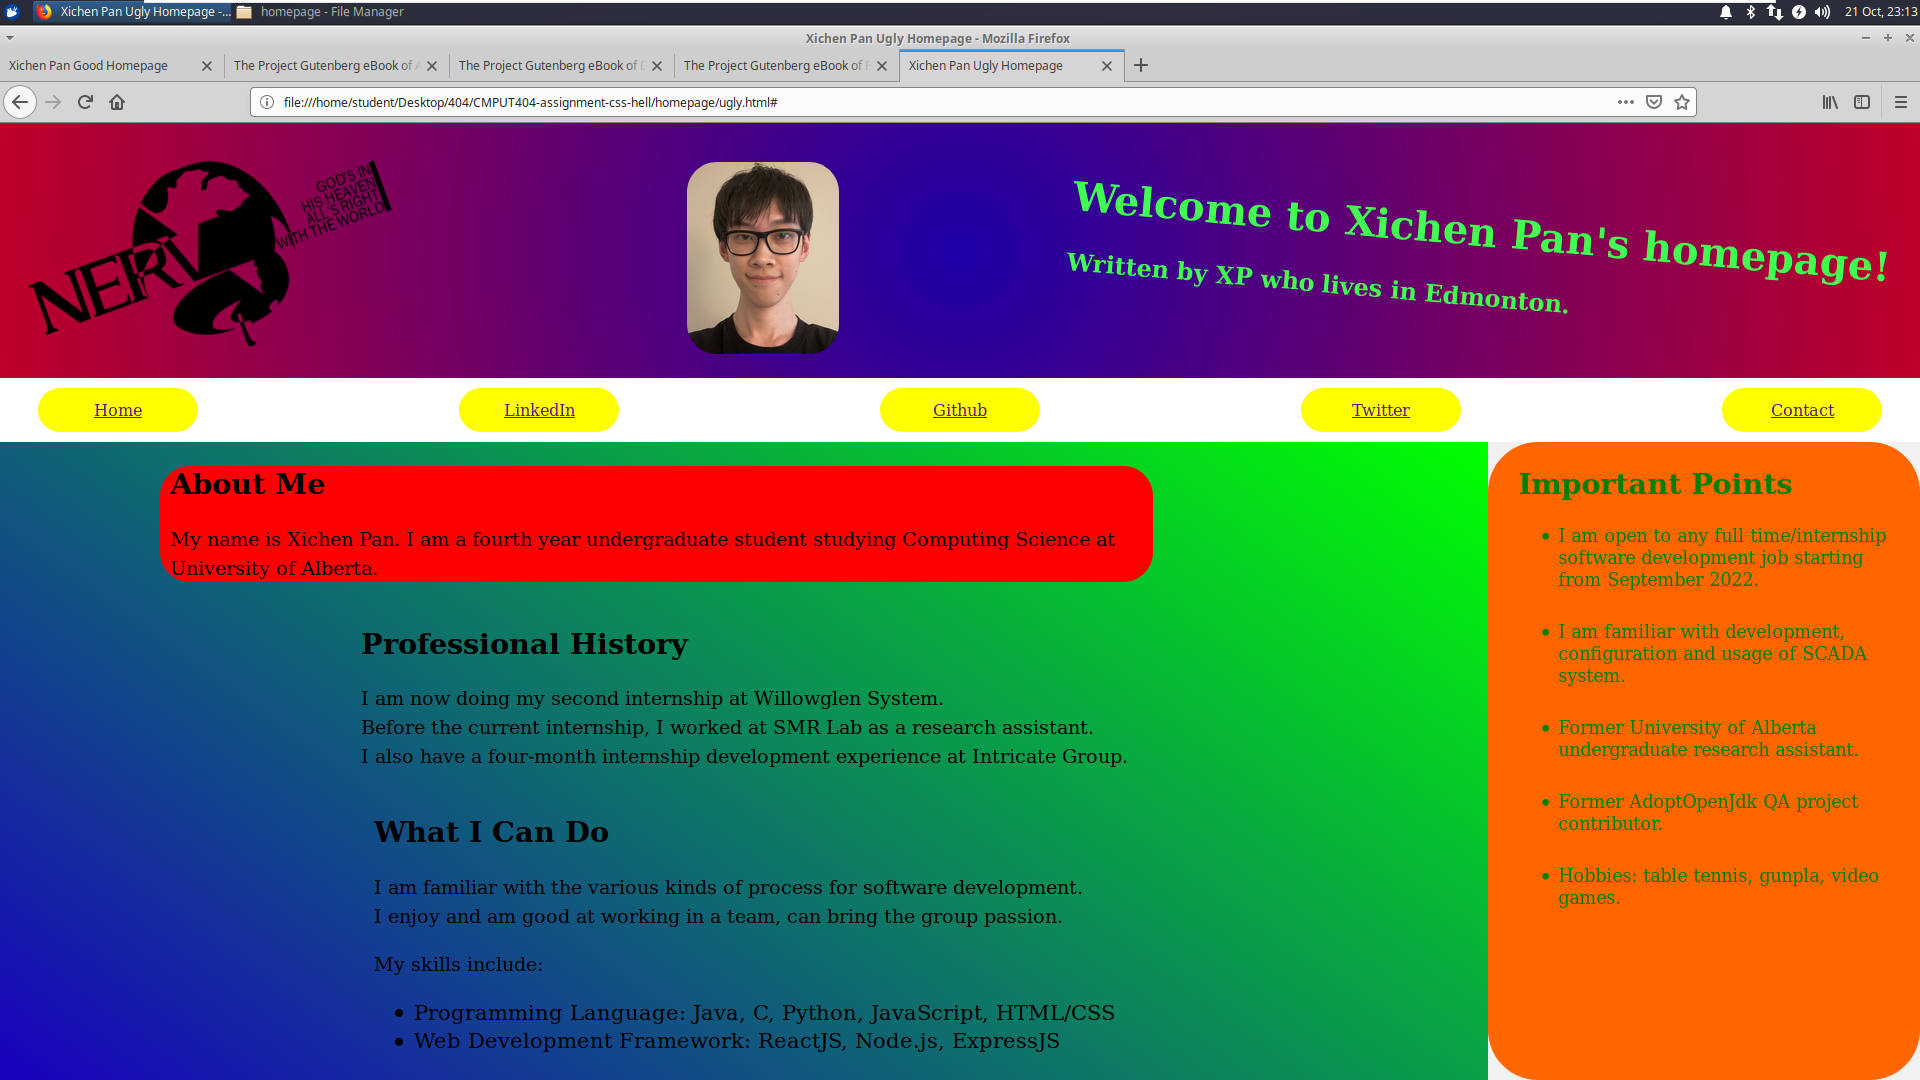 Xichen Pan Ugly Homepage -...
homepage - File Manager
21 Oct, 23:13
Xichen Pan Ugly Homepage - Mozilla Firefox
Xichen Pan Good Homepage
The Project Gutenberg eBook of
The Project Gutenberg eBook of
The Project Gutenberg eBook of
Xichen Pan Ugly Homepage
file:///home/student/Desktop/404/CMPUT404-assignment-css-hell/homepage/ugly.html#
NERV
GOD'S IN
HIS HEAVEN
ALL'S RIGHT
WITH THE WORLD
Welcome to Xichen Pan's homepage!
Written by XP who lives in Edmonton.
Home
LinkedIn
Github
Twitter
Contact
About Me
My name is Xichen Pan. I am a fourth year undergraduate student studying Computing Science at
University of Alberta.
Professional History
I am now doing my second internship at Willowglen System.
Before the current internship, I worked at SMR Lab as a research assistant.
I also have a four-month internship development experience at Intricate Group.
What I Can Do
I am familiar with the various kinds of process for software development.
I enjoy and am good at working in a team, can bring the group passion.
My skills include:
• Programming Language: Java, C, Python, JavaScript, HTML/CSS
• Web Development Framework: ReactJS, Node.js, ExpressJS
Important Points
• I am open to any full time/internship
software development job starting
from September 2022.
• I am familiar with development,
configuration and usage of SCADA
system.
• Former University of Alberta
undergraduate research assistant.
• Former AdoptOpenJdk QA project
contributor.
• Hobbies: table tennis, gunpla, video
games.